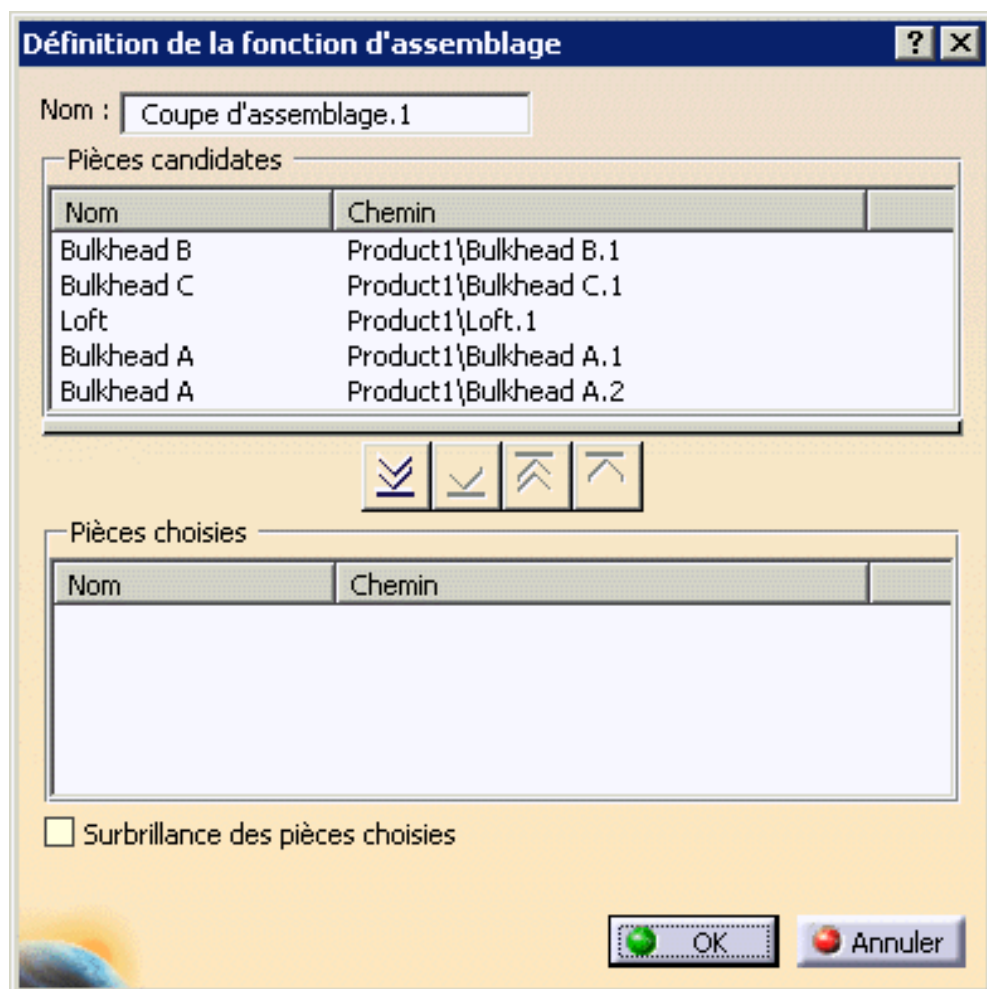 Définition de la fonction d'assemblage
Nom : Coupe d'assemblage.1
Pièces candidates
Nom Chemin
Bulkhead B Product1\Bulkhead B.1
Bulkhead C Product1\Bulkhead C.1
Loft Product1\Loft.1
Bulkhead A Product1\Bulkhead A.1
Bulkhead A Product1\Bulkhead A.2
Pièces choisies
Nom Chemin
Surbrillance des pièces choisies
OK Annuler